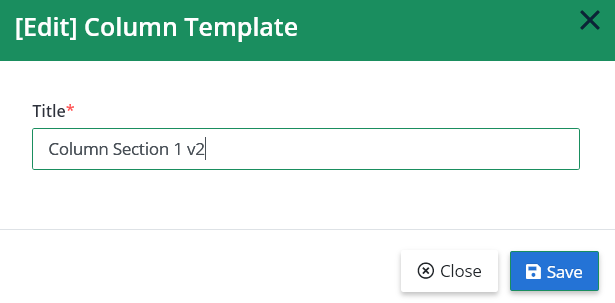 [Edit] Column Template
Title*
Column Section 1 v2
Close
Save